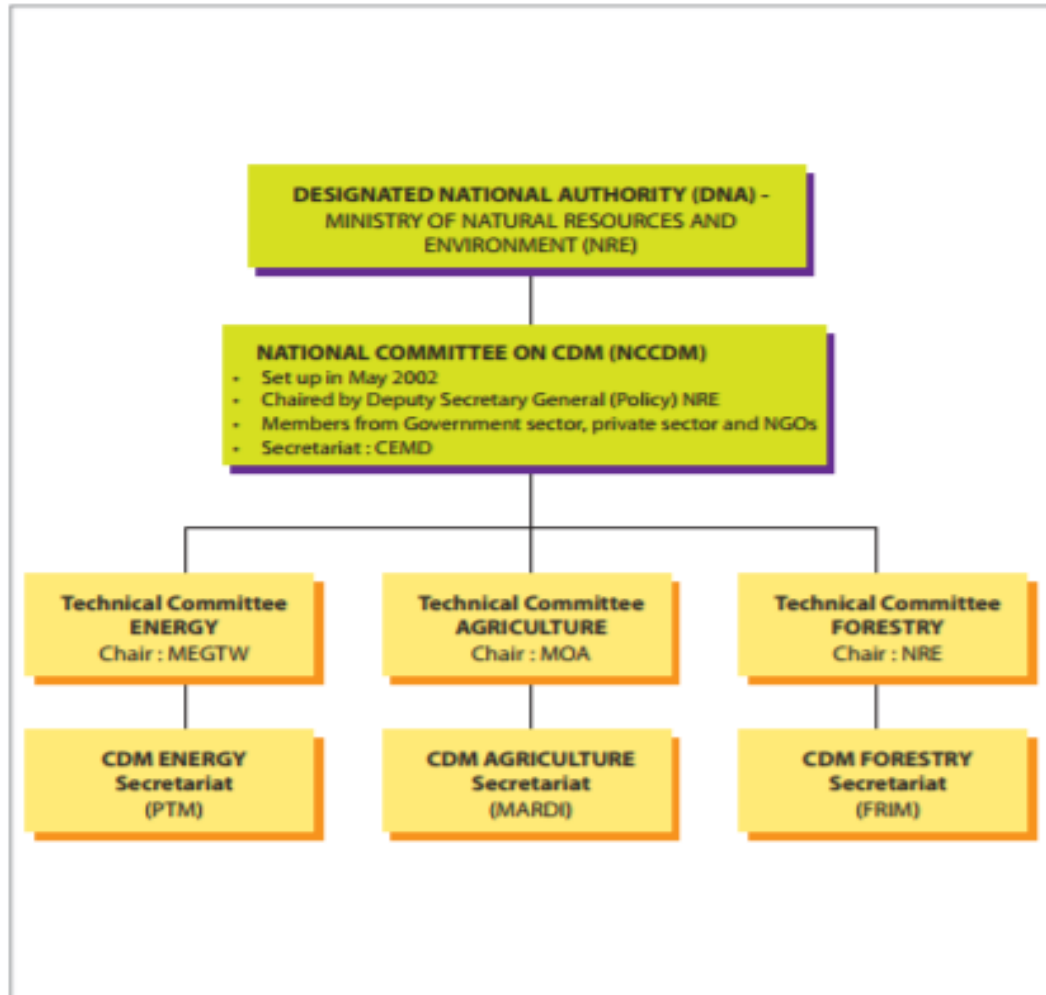 DESIGNATED NATIONAL AUTHORITY (DNA) -
MINISTRY OF NATURAL RESOURCES AND
ENVIRONMENT (NRE)
NATIONAL COMMITTEE ON CDM (NCCDM)
- Set up in May 2002
- Chaired by Deputy Secretary General (Policy) NRE
- Members from Government sector, private sector and NGOs
- Secretariat : CEMD
Technical Committee
ENERGY
Chair : MEGTW
Technical Committee
AGRICULTURE
Chair : MOA
Technical Committee
FORESTRY
Chair : NRE
CDM ENERGY
Secretariat
(PTM)
CDM AGRICULTURE
Secretariat
(MARDI)
CDM FORESTRY
Secretariat
(FRIM)